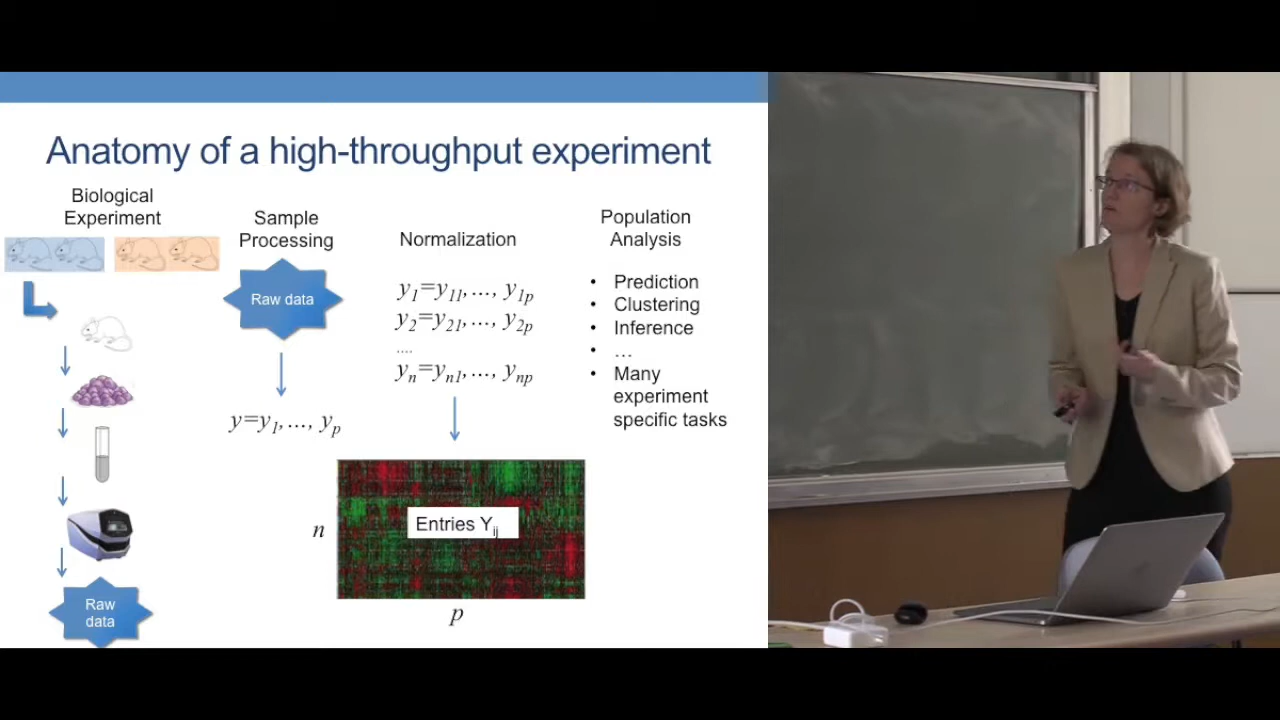 Anatomy of a high-throughput experiment
Biological
Experiment
Raw
data
Sample
Processing
Raw data
y=y1,..., yp
Normalization
y1=y11,..., y1p
y2=y21,..., y2p
....
yn=yn1,..., ynp
n
Entries Yij
p
Population
Analysis
• Prediction
• Clustering
• Inference
• ...
• Many
experiment
specific tasks